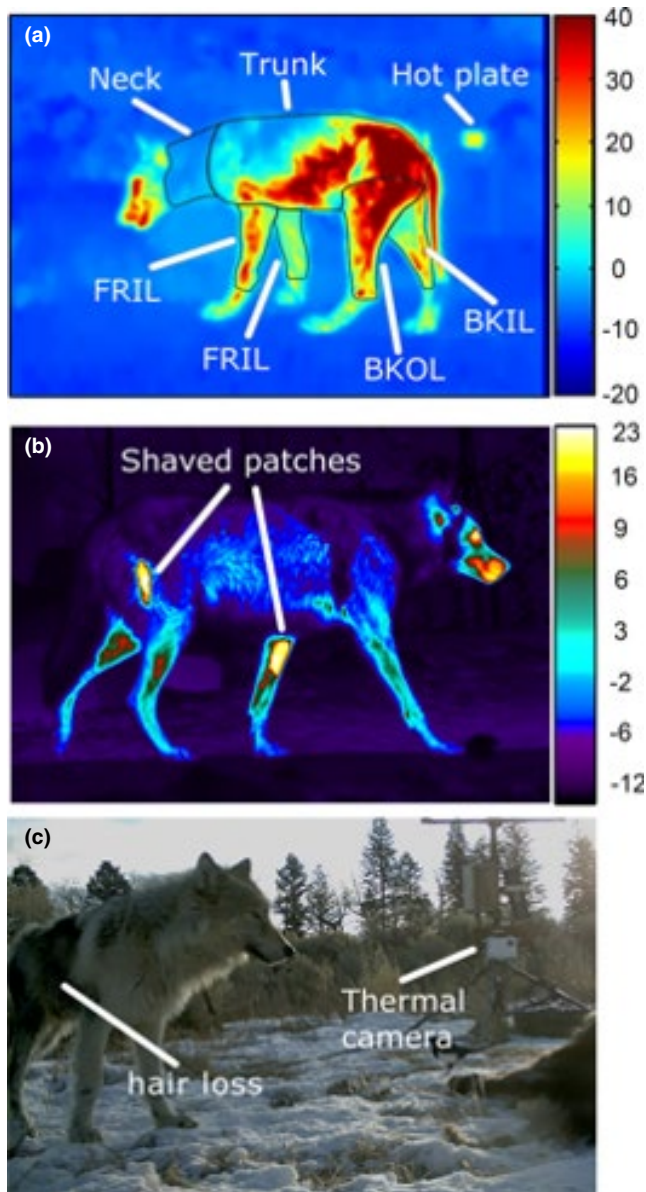 (a)
Neck
Trunk
Hot plate
FRIL
FRIL
BKOL
BKIL
40
30
20
10
0
-10
-20
(b)
Shaved patches
23
16
9
6
3
-2
-6
-12
(c)
hair loss
Thermal
camera